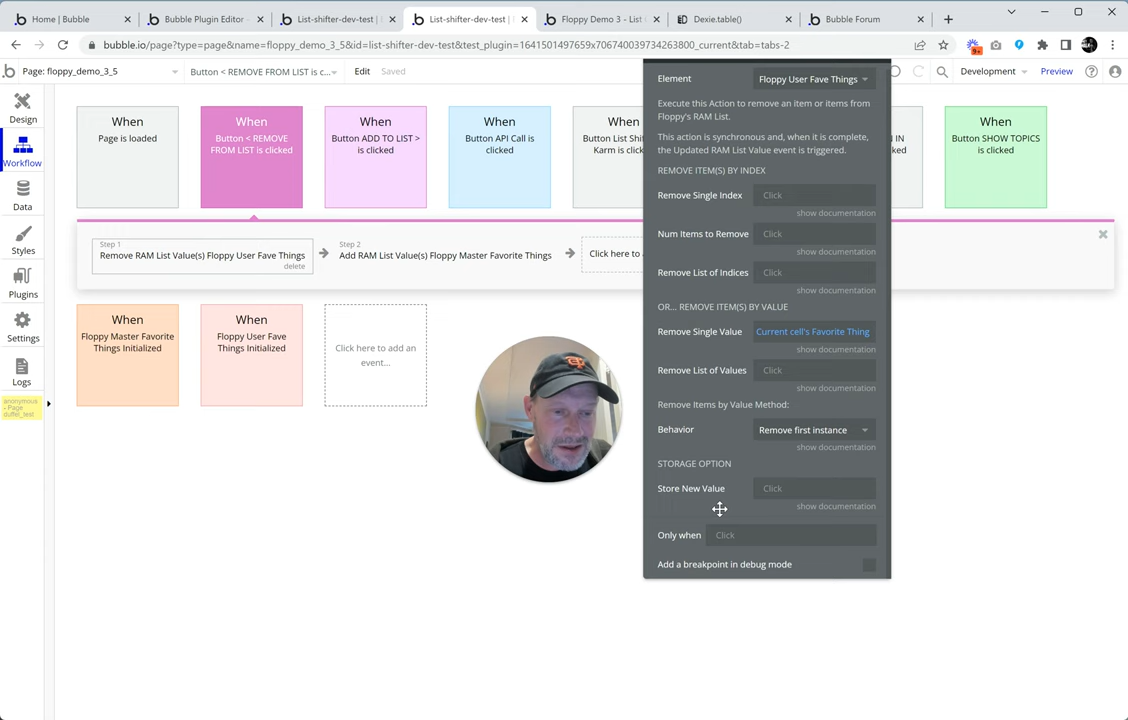 Home | Bubble
Bubble Plugin Editor -
List-shifter-dev-test |
List-shifter-dev-test |
Floppy Demo 3 - List
Dexie.table()
Bubble Forum
bubble.io/page?type=page&name=floppy_demo_3_5&id=list-shifter-dev-test&test_plugin=1641501497659x706740039734263800_current&tab=tabs-2
9+
Page: floppy_demo_3_5
Button < REMOVE FROM LIST is c...
Edit
Saved
Development
Preview
Design
Workflow
Data
Styles
Plugins
Settings
Logs
anonymous
- Page
duffel_test
When
Page is loaded
When
Button < REMOVE
FROM LIST is clicked
When
Button ADD TO LIST >
is clicked
When
Button API Call is
clicked
When
Button List Shi
Karm is click
IN
ked
When
Button SHOW TOPICS
is clicked
Step 1
Remove RAM List Value(s) Floppy User Fave Things
delete
Step 2
Add RAM List Value(s) Floppy Master Favorite Things
Click here to a
When
Floppy Master Favorite
Things Initialized
When
Floppy User Fave
Things Initialized
Click here to add an
event...
Element
Floppy User Fave Things
Execute this Action to remove an item or items from
Floppy's RAM List.
This action is synchronous and, when it is complete,
the Updated RAM List Value event is triggered.
REMOVE ITEM(S) BY INDEX
Remove Single Index
Click
show documentation
Num Items to Remove
Click
show documentation
Remove List of Indices
Click
show documentation
OR... REMOVE ITEM(S) BY VALUE
Remove Single Value
Current cell's Favorite Thing
show documentation
Remove List of Values
Click
show documentation
Remove Items by Value Method:
Behavior
Remove first instance
show documentation
STORAGE OPTION
Store New Value
Click
show documentation
Only when
Click
Add a breakpoint in debug mode